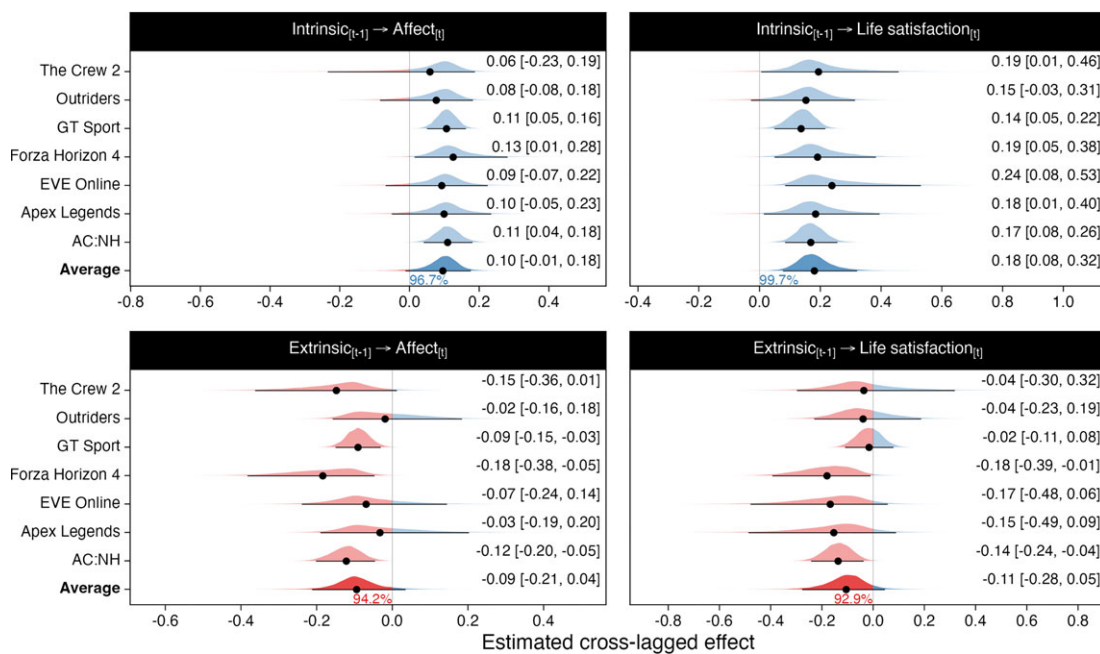 Intrinsic[t-1] → Affect[t]
The Crew 2 0.06 [-0.23, 0.19]
Outriders 0.08 [-0.08, 0.18]
GT Sport 0.11 [0.05, 0.16]
Forza Horizon 4 0.13 [0.01, 0.28]
EVE Online 0.09 [-0.07, 0.22]
Apex Legends 0.10 [-0.05, 0.23]
AC:NH 0.11 [0.04, 0.18]
Average 0.10 [-0.01, 0.18]
96.7%
-0.8 -0.6 -0.4 -0.2 0.0 0.2 0.4
Intrinsic[t-1] → Life satisfaction[t]
0.19 [0.01, 0.46]
0.15 [-0.03, 0.31]
0.14 [0.05, 0.22]
0.19 [0.05, 0.38]
0.24 [0.08, 0.53]
0.18 [0.01, 0.40]
0.17 [0.08, 0.26]
0.18 [0.08, 0.32]
99.7%
-0.4 -0.2 0.0 0.2 0.4 0.6 0.8 1.0
Extrinsic[t-1] → Affect[t]
The Crew 2 -0.15 [-0.36, 0.01]
Outriders -0.02 [-0.16, 0.18]
GT Sport -0.09 [-0.15, -0.03]
Forza Horizon 4 -0.18 [-0.38, -0.05]
EVE Online -0.07 [-0.24, 0.14]
Apex Legends -0.03 [-0.19, 0.20]
AC:NH -0.12 [-0.20, -0.05]
Average -0.09 [-0.21, 0.04]
94.2%
-0.6 -0.4 -0.2 0.0 0.2 0.4
Extrinsic[t-1] → Life satisfaction[t]
-0.04 [-0.30, 0.32]
-0.04 [-0.23, 0.19]
-0.02 [-0.11, 0.08]
-0.18 [-0.39, -0.01]
-0.17 [-0.48, 0.06]
-0.15 [-0.49, 0.09]
-0.14 [-0.24, -0.04]
-0.11 [-0.28, 0.05]
92.9%
-0.8 -0.6 -0.4 -0.2 0.0 0.2 0.4 0.6 0.8
Estimated cross-lagged effect